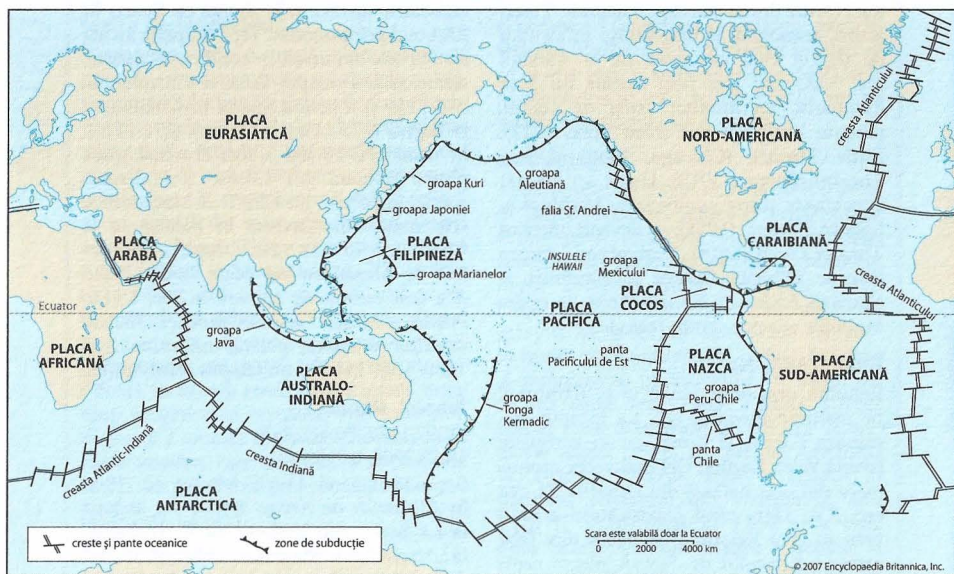 PLACA
EURASIATICĂ
PLACA
NORD-AMERICANĂ
creasta Atlanticului
groapa Kuri
groapa
Aleutiană
groapa Japoniei
falia Sf. Andrei
PLACA
ARABĂ
PLACA
FILIPINEZĂ
PLACA
CARAIBIANĂ
groapa Marianelor
INSULELE
HAWAII
groapa
Mexicului
creasta Atlanticului
Ecuator
PLACA
COCOS
PLACA
PACIFICĂ
groapa
Java
PLACA
AFRICANĂ
panta
Pacificului de Est
PLACA
NAZCA
PLACA
SUD-AMERICANĂ
PLACA
AUSTRALO-
INDIANĂ
groapa
Peru-Chile
groapa
Tonga
Kermadic
panta
Chile
creasta Atlantic-Indiană
creasta Indiană
PLACA
ANTARCTICĂ
creste și pante oceanice
zone de subducție
Scara este valabilă doar la Ecuator
0 2000 4000 km
© 2007 Encyclopaedia Britannica, Inc.